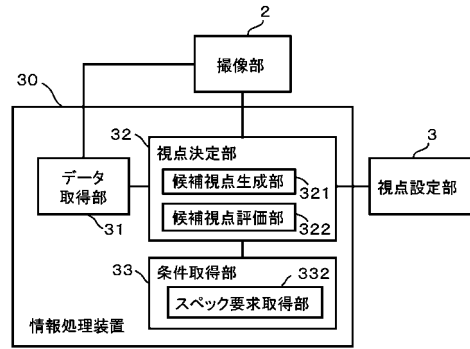 2
撮像部
30
32
視点決定部
候補視点生成部
321
候補視点評価部
322
データ
取得部
31
3
視点設定部
33
条件取得部
332
スペック要求取得部
情報処理装置